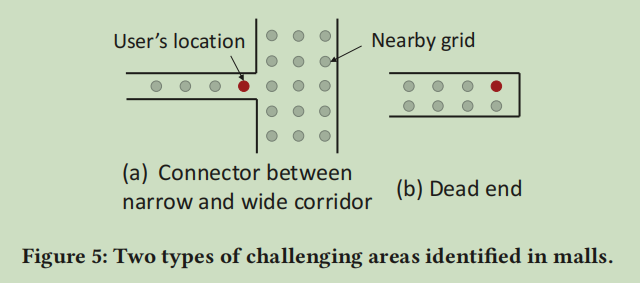 User's location
Nearby grid
(a) Connector between
narrow and wide corridor
(b) Dead end
Figure 5: Two types of challenging areas identified in malls.